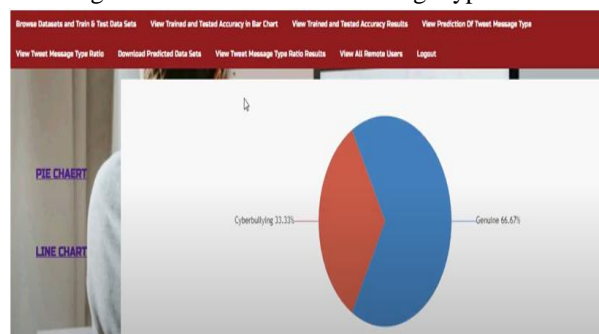 Browse Datasets and Train & Test Data Sets View Trained and Tested Accuracy in Bar Chart View Trained and Tested Accuracy Results View Prediction Of Tweet Message Type
View Tweet Message Type Ratio Download Predicted Data Sets View Tweet Message Type Ratio Results View All Remote Users Logout
PIE CHAERT
Cyberbullying 33.33%
Genuine 66.67%
LINE CHART